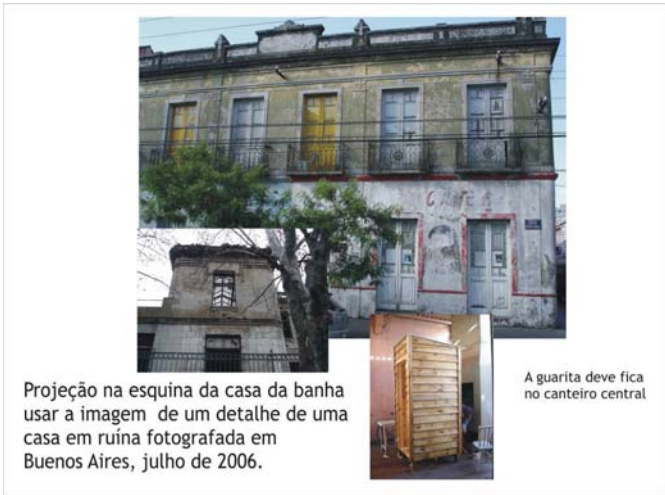 Projeção na esquina da casa da banha
usar a imagem de um detalhe de uma
casa em ruína fotografada em
Buenos Aires, julho de 2006.
A guarita deve fica
no canteiro central